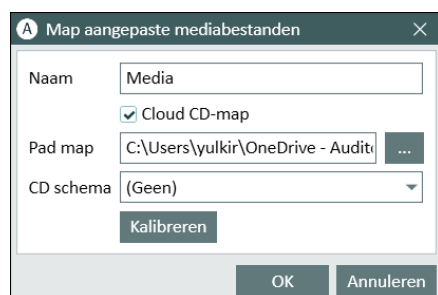 A Map aangepaste mediabestanden
Naam Media
Cloud CD-map
Pad map C:\Users\yulkir\OneDrive - Audit ...
CD schema (Geen)
Kalibreren
OK Annuleren